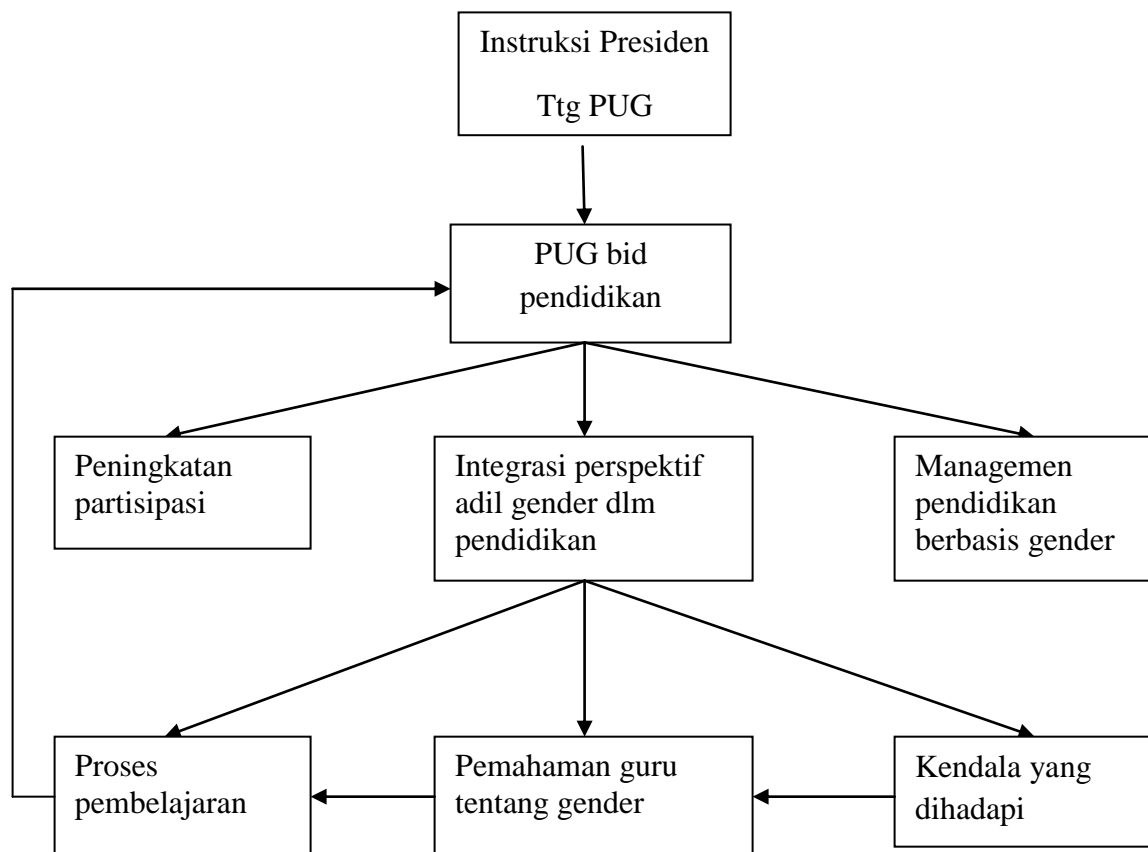 Instruksi Presiden
Ttg PUG
PUG bid
pendidikan
Peningkatan
partisipasi
Integrasi perspektif
adil gender dlm
pendidikan
Managemen
pendidikan
berbasis gender
Proses
pembelajaran
Pemahaman guru
tentang gender
Kendala yang
dihadapi